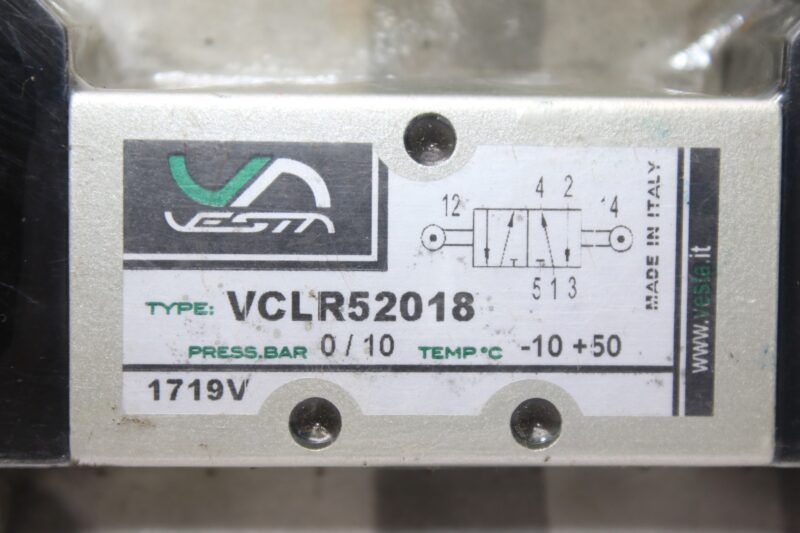 VESTA
12
4 2
14
5 1 3
MADE IN ITALY
www.vesta.it
TYPE: VCLR52018
PRESS.BAR 0 / 10 TEMP°C -10 +50
1719V